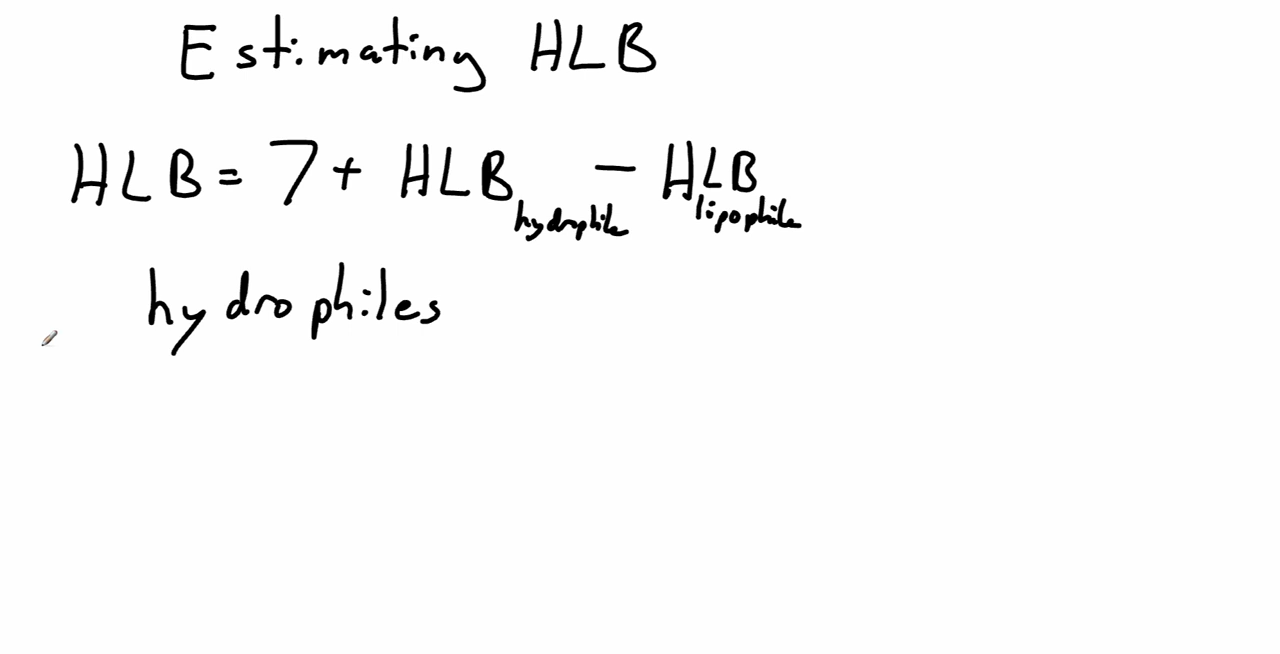 Estimating HLB
HLB = 7 + HLB hydrophile − HLB lipophile
hydrophiles